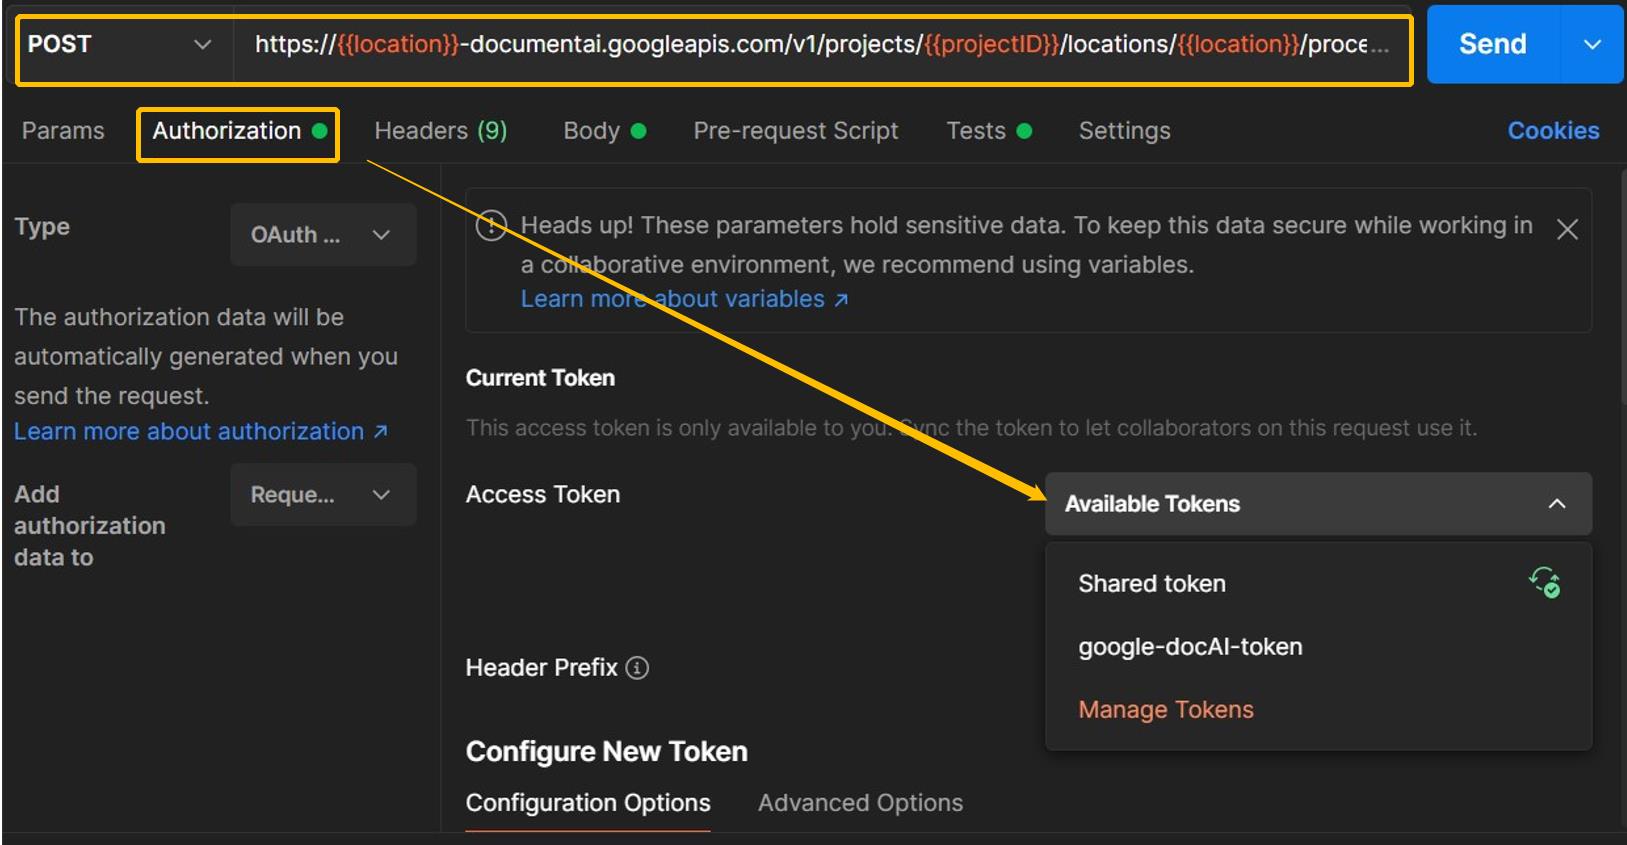 POST
https://{{location}}-documentai.googleapis.com/v1/projects/{{projectID}}/locations/{{location}}/proce...
Send
Params
Authorization
Headers (9)
Body
Pre-request Script
Tests
Settings
Cookies
Type
OAuth ...
The authorization data will be
automatically generated when you
send the request.
Learn more about authorization ↗
Add
authorization
data to
Reque...
Heads up! These parameters hold sensitive data. To keep this data secure while working in
a collaborative environment, we recommend using variables.
Learn more about variables ↗
Current Token
This access token is only available to you. Sync the token to let collaborators on this request use it.
Access Token
Available Tokens
Shared token
google-docAI-token
Manage Tokens
Header Prefix
Configure New Token
Configuration Options
Advanced Options